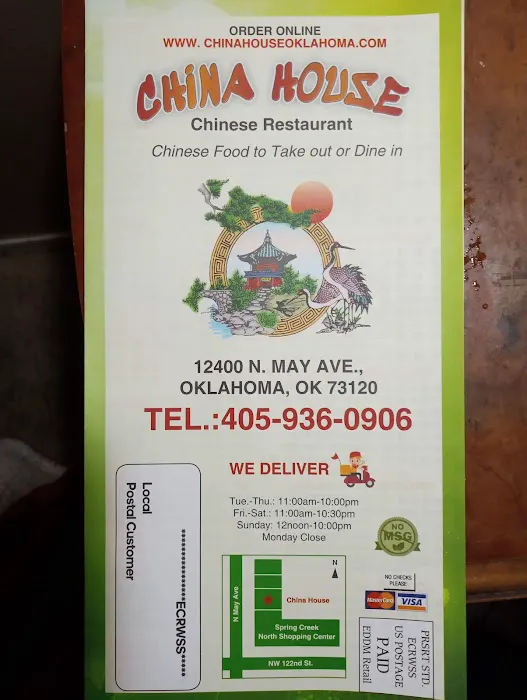 ORDER ONLINE
WWW. CHINAHOUSEOKLAHOMA.COM
CHINA HOUSE
Chinese Restaurant
Chinese Food to Take out or Dine in
12400 N. MAY AVE.,
OKLAHOMA, OK 73120
TEL.:405-936-0906
WE DELIVER
Tue.-Thu.: 11:00am-10:00pm
Fri.-Sat.: 11:00am-10:30pm
Sunday: 12noon-10:00pm
Monday Close
NO
MSG
*******************ECRWSS*****
Local
Postal Customer
N May Ave
N
China House
Spring Creek
North Shopping Center
NW 122nd St.
NO CHECKS
PLEASE
MasterCard
VISA
PRSRT STD.
ECRWSS
US POSTAGE
PAID
EDDM Retail